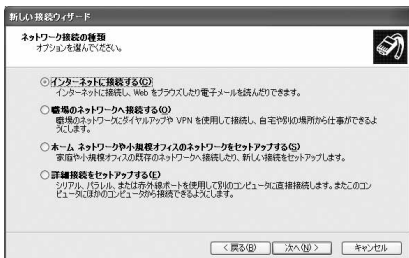 新しい接続ウィザード
ネットワーク接続の種類
オプションを選んでください。
インターネットに接続する(C)
インターネットに接続し、Web をブラウズしたり電子メールを読んだりできます。
職場のネットワークへ接続する(O)
職場のネットワークにダイヤルアップや VPN を使用して接続し、自宅や別の場所から仕事ができるよ
うにします。
ホーム ネットワークや小規模オフィスのネットワークをセットアップする(S)
家庭や小規模オフィスの既存のネットワークへ接続したり、新しい接続をセットアップします。
詳細接続をセットアップする(E)
シリアル、パラレル、または赤外線ポートを使用して別のコンピュータに直接接続します。またこのコン
ピュータにほかのコンピュータから接続できるようにします。
< 戻る(B)
次へ(N) >
キャンセル